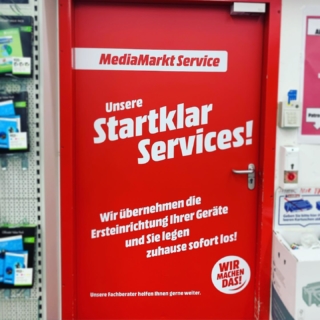 MediaMarkt Service
Unsere
Startklar
Services!
Wir übernehmen die
Ersteinrichtung Ihrer Geräte
und Sie legen
zuhause sofort los!
WIR
MACHEN
DAS!
Unsere Fachberater helfen Ihnen gerne weiter.